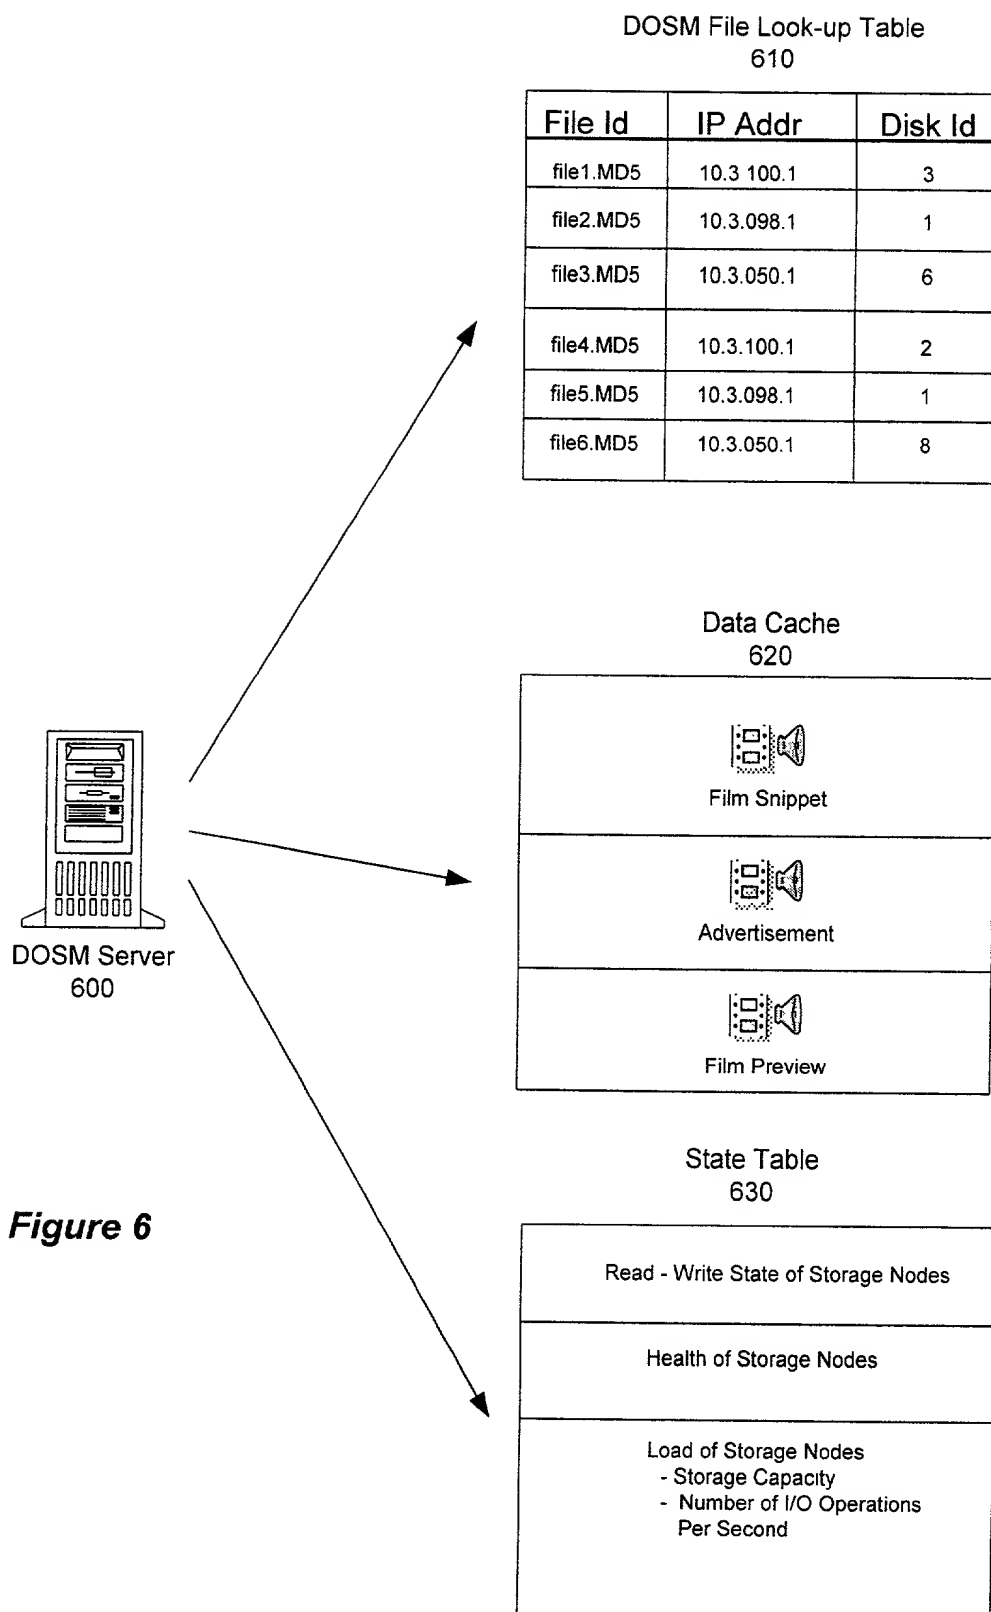 DOSM File Look-up Table
610
File Id IP Addr Disk Id
file1.MD5 10.3 100.1 3
file2.MD5 10.3.098.1 1
file3.MD5 10.3.050.1 6
file4.MD5 10.3.100.1 2
file5.MD5 10.3.098.1 1
file6.MD5 10.3.050.1 8
Data Cache
620
Film Snippet
Advertisement
Film Preview
DOSM Server
600
State Table
630
Read - Write State of Storage Nodes
Health of Storage Nodes
Load of Storage Nodes
- Storage Capacity
- Number of I/O Operations
Per Second
Figure 6